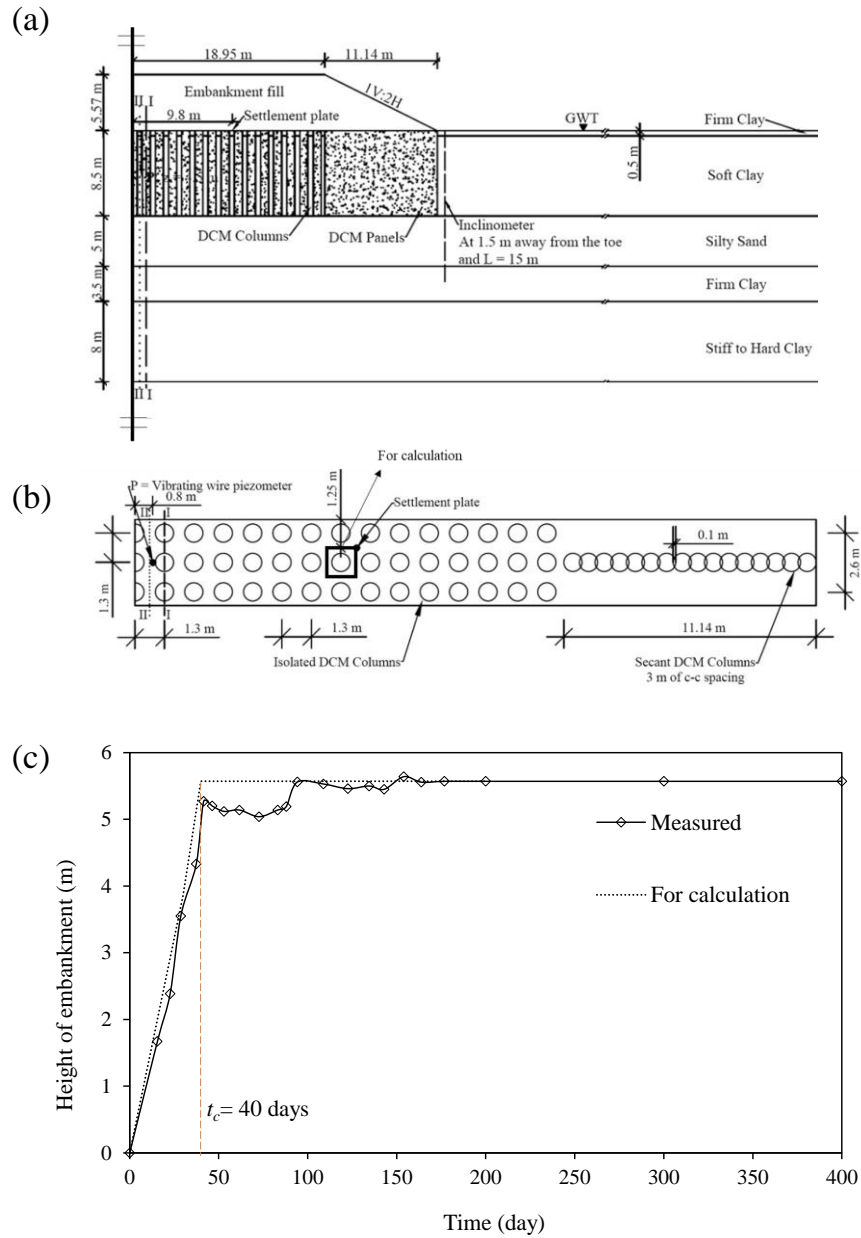 (a)
18.95 m
11.14 m
5.57 m
Embankment fill
1V:2H
II
I
9.8 m
Settlement plate
GWT
Firm Clay
0.5 m
8.5 m
Soft Clay
DCM Columns
DCM Panels
Inclinometer
At 1.5 m away from the toe
and L = 15 m
5 m
Silty Sand
3.5 m
Firm Clay
8 m
Stiff to Hard Clay
II
I
(b)
For calculation
P = Vibrating wire piezometer
0.8 m
1.25 m
Settlement plate
II
I
0.1 m
1.3 m
2.6 m
II
I
1.3 m
1.3 m
11.14 m
Isolated DCM Columns
Secant DCM Columns
3 m of c-c spacing
(c)
6
5
4
3
2
1
0
Height of embankment (m)
Measured
For calculation
tc= 40 days
0
50
100
150
200
250
300
350
400
Time (day)